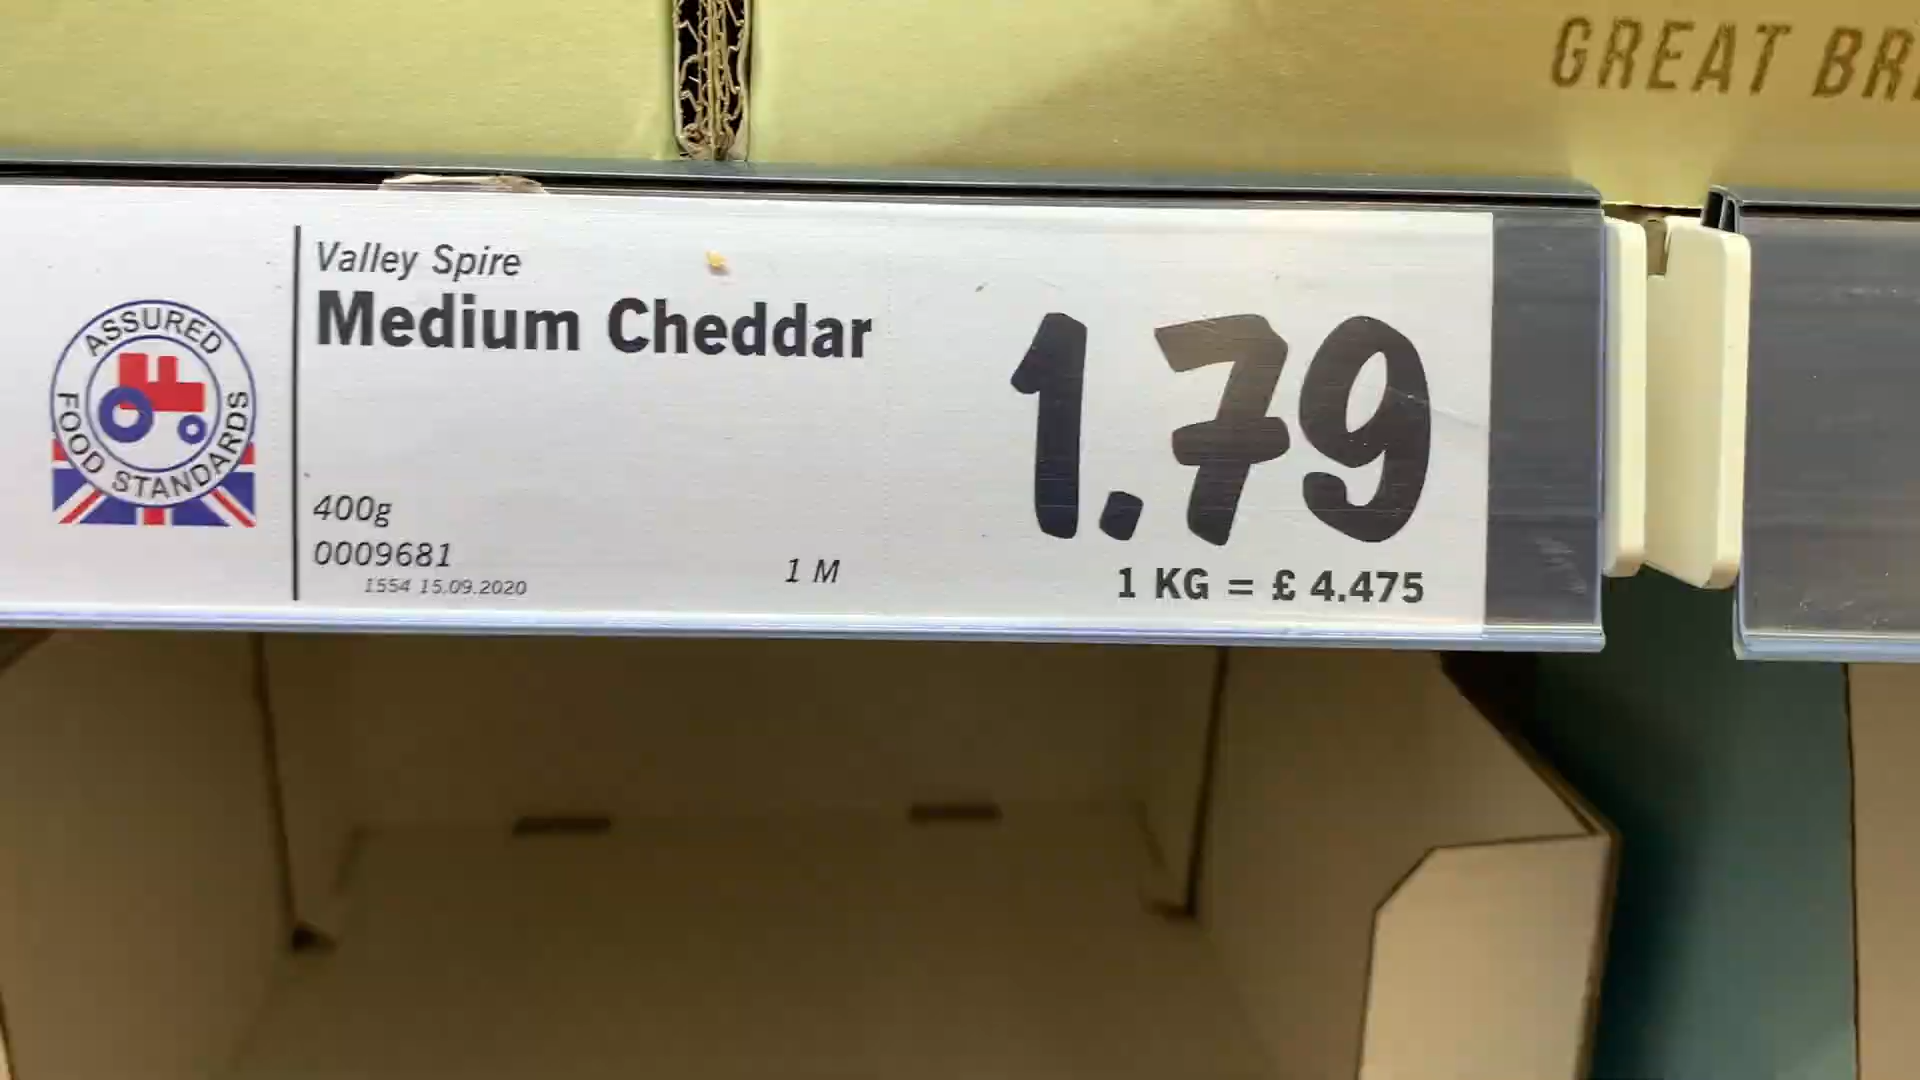 GREAT BR
Valley Spire
Medium Cheddar
ASSURED
FOOD STANDARDS
1.79
400g
0009681
1554 15.09.2020
1 M
1 KG = £ 4.475